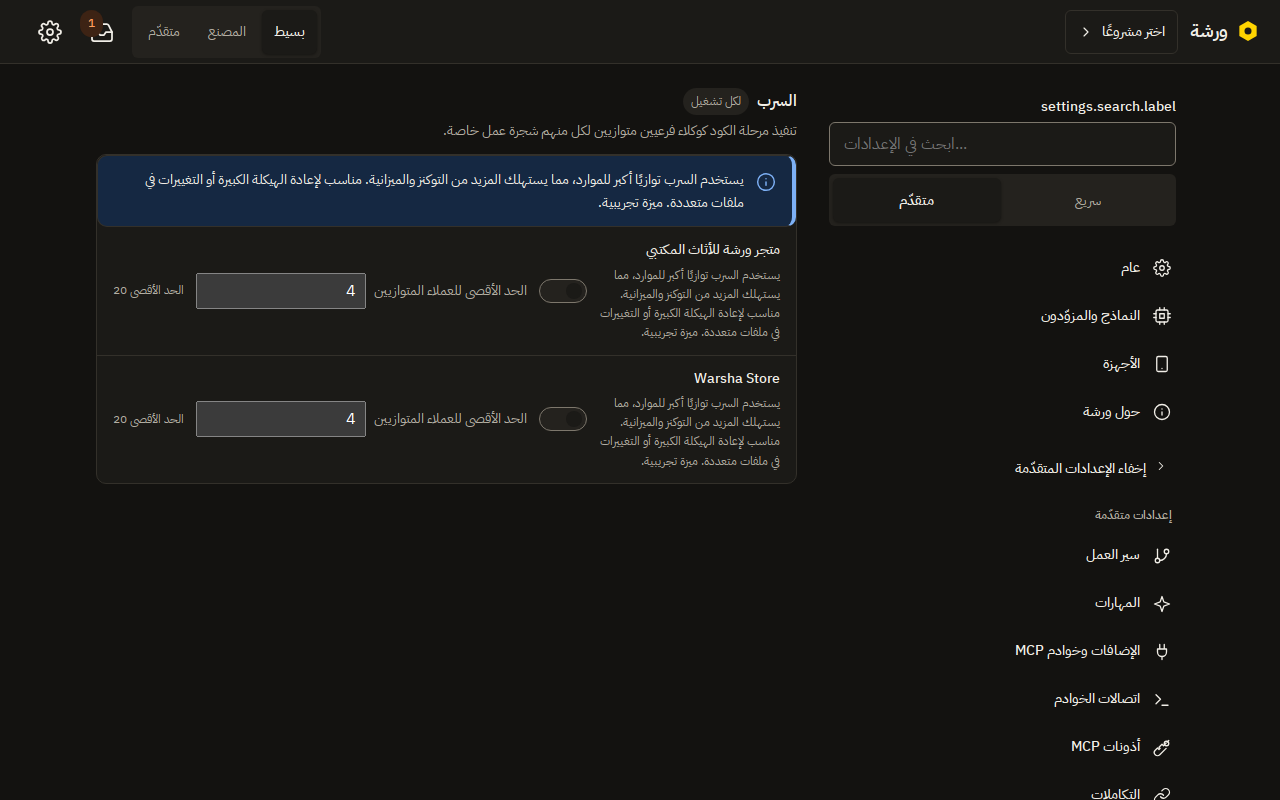 ورشة
اختر مشروعًا
بسيط
المصنع
متقدّم
1
settings.search.label
ابحث في الإعدادات...
سريع
متقدّم
عام
النماذج والمزوّدون
الأجهزة
حول ورشة
إخفاء الإعدادات المتقدّمة
إعدادات متقدّمة
سير العمل
المهارات
الإضافات وخوادم MCP
اتصالات الخوادم
أذونات MCP
التكاملات
السرب
لكل تشغيل
تنفيذ مرحلة الكود كوكلاء فرعيين متوازيين لكل منهم شجرة عمل خاصة.
يستخدم السرب توازيًا أكبر للموارد، مما يستهلك المزيد من التوكنز والميزانية. مناسب لإعادة الهيكلة الكبيرة أو التغييرات في
ملفات متعددة. ميزة تجريبية.
متجر ورشة للأثاث المكتبي
يستخدم السرب توازيًا أكبر للموارد، مما
يستهلك المزيد من التوكنز والميزانية.
مناسب لإعادة الهيكلة الكبيرة أو التغييرات
في ملفات متعددة. ميزة تجريبية.
الحد الأقصى للعملاء المتوازيين
4
الحد الأقصى 20
Warsha Store
يستخدم السرب توازيًا أكبر للموارد، مما
يستهلك المزيد من التوكنز والميزانية.
مناسب لإعادة الهيكلة الكبيرة أو التغييرات
في ملفات متعددة. ميزة تجريبية.
الحد الأقصى للعملاء المتوازيين
4
الحد الأقصى 20